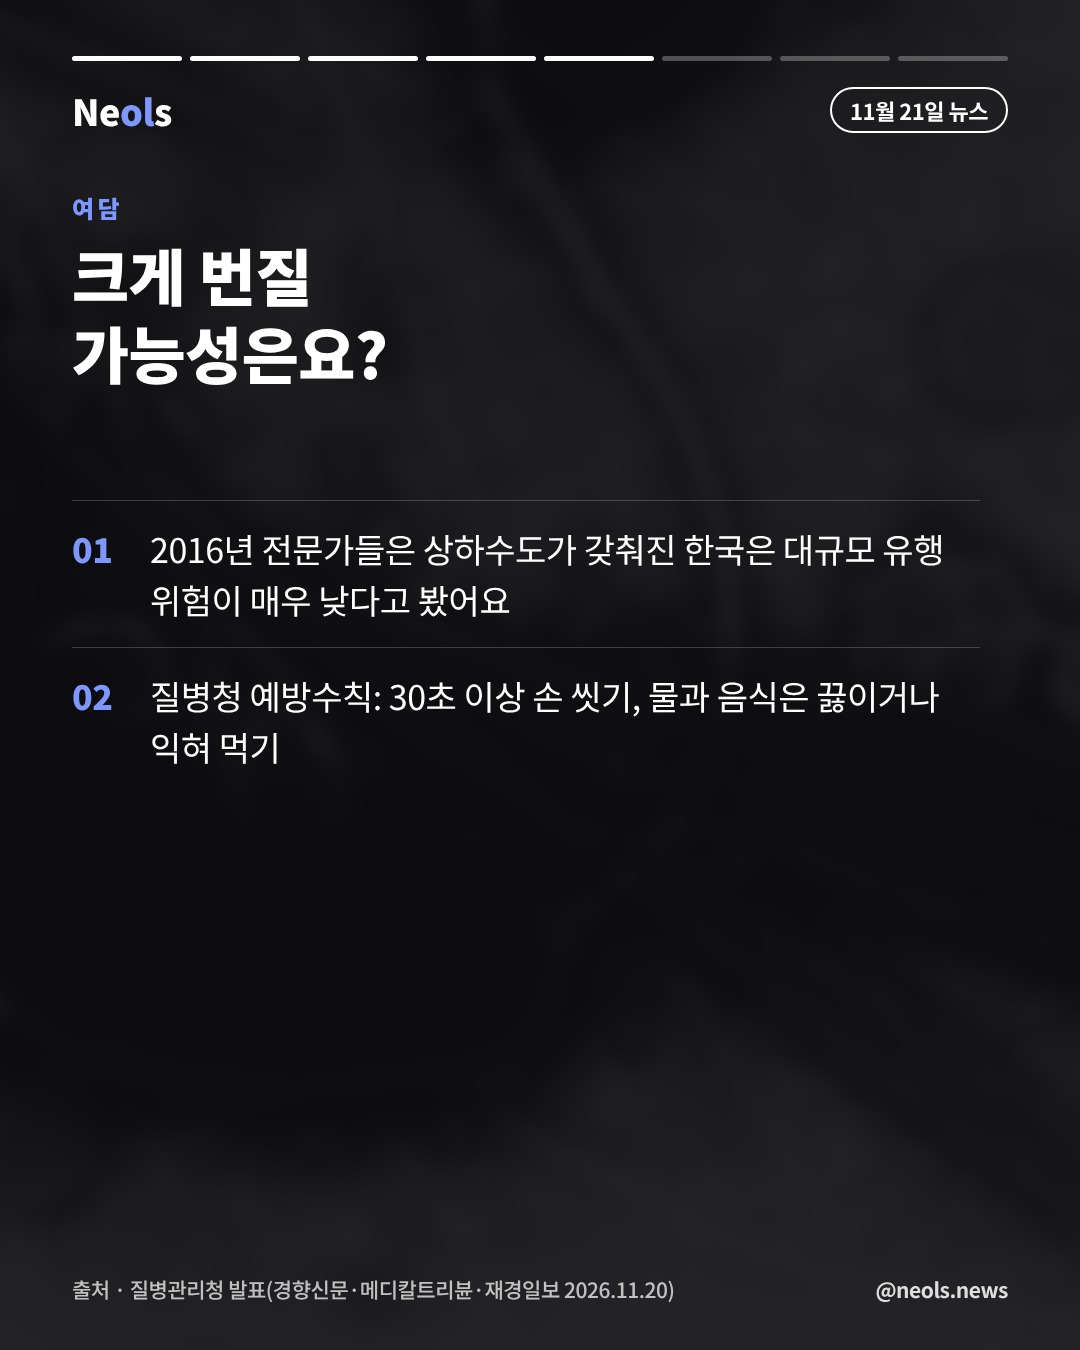 Neols
11월 21일 뉴스
여담
크게 번질
가능성은요?
01 2016년 전문가들은 상하수도가 갖춰진 한국은 대규모 유행
위험이 매우 낮다고 봤어요
02 질병청 예방수칙: 30초 이상 손 씻기, 물과 음식은 끓이거나
익혀 먹기
출처 · 질병관리청 발표(경향신문·메디칼트리뷴·재경일보 2026.11.20)
@neols.news